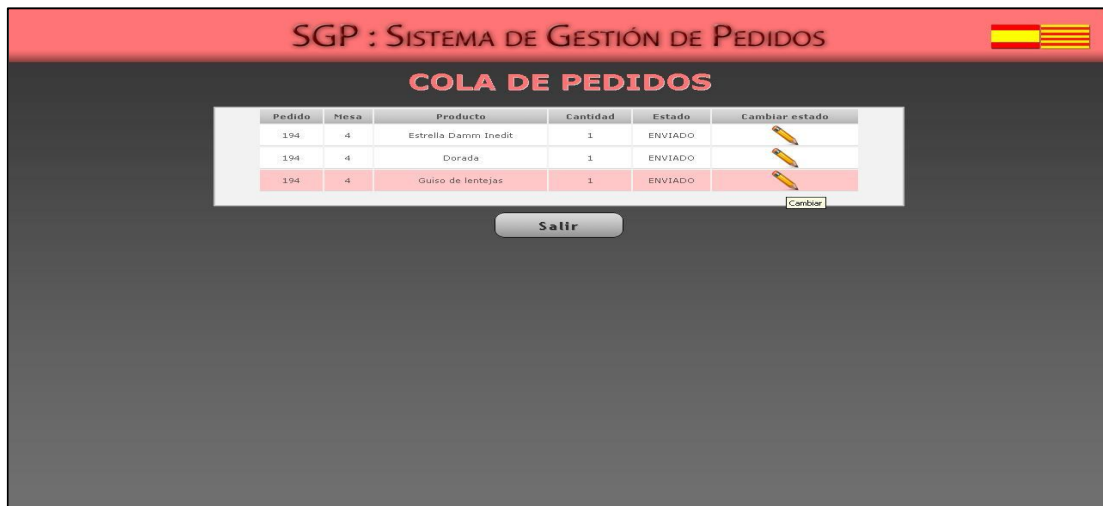 SGP : SISTEMA DE GESTIÓN DE PEDIDOS
COLA DE PEDIDOS
Pedido Mesa Producto Cantidad Estado Cambiar estado
194 4 Estrella Damm Inedit 1 ENVIADO
194 4 Dorada 1 ENVIADO
194 4 Guiso de lentejas 1 ENVIADO
Cambiar
Salir